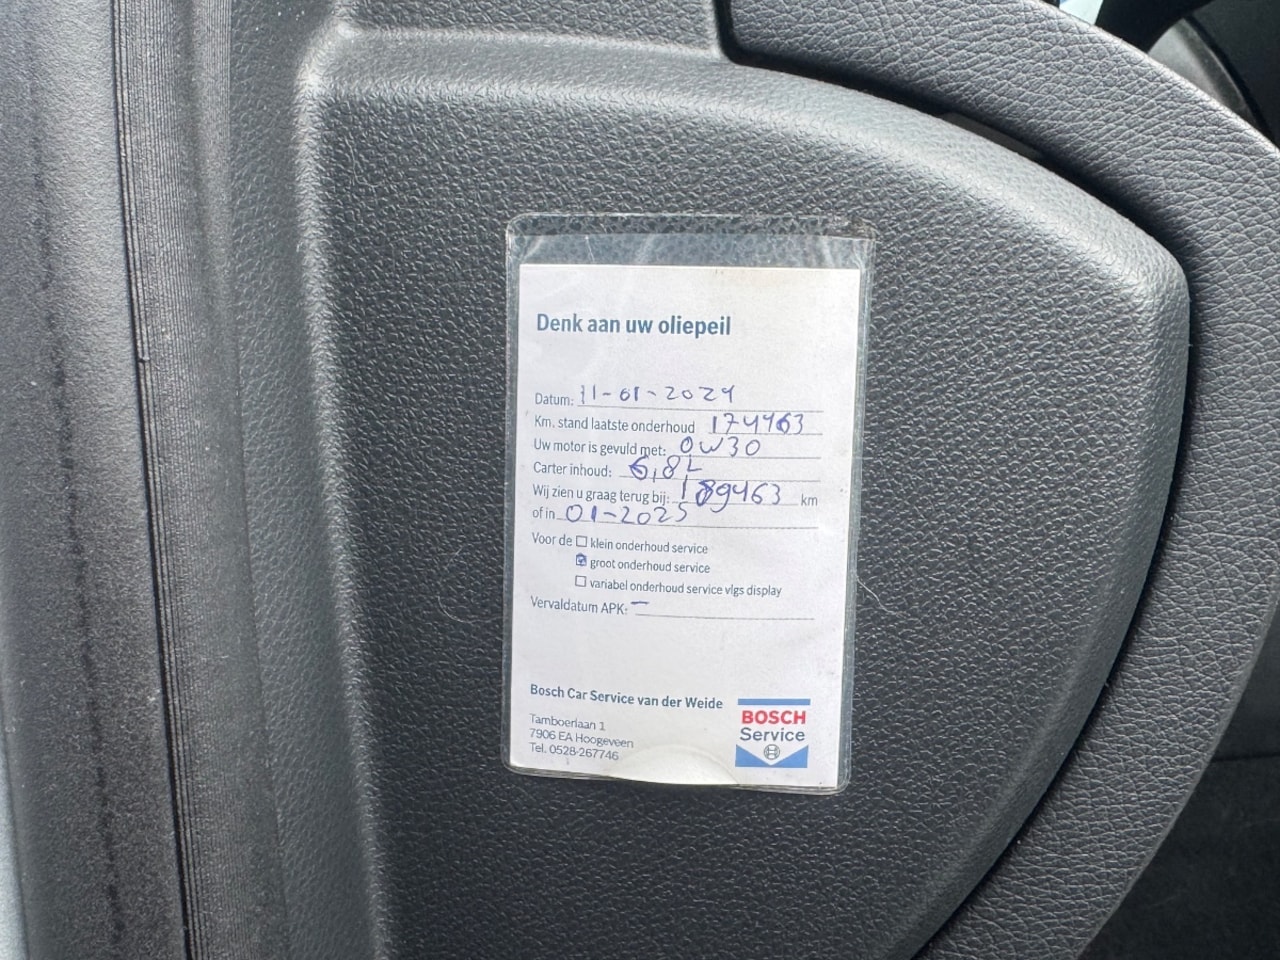 Denk aan uw oliepeil
Datum: 11-01-2024
Km. stand laatste onderhoud 174463
Uw motor is gevuld met: 0W30
Carter inhoud: 6,8L
Wij zien u graag terug bij: 189463 km
of in 01-2025
Voor de ☐ klein onderhoud service
☒ groot onderhoud service
☐ variabel onderhoud service vlgs display
Vervaldatum APK: —
Bosch Car Service van der Weide
Tamboerlaan 1
7906 EA Hoogeveen
Tel. 0528-267746
BOSCH
Service